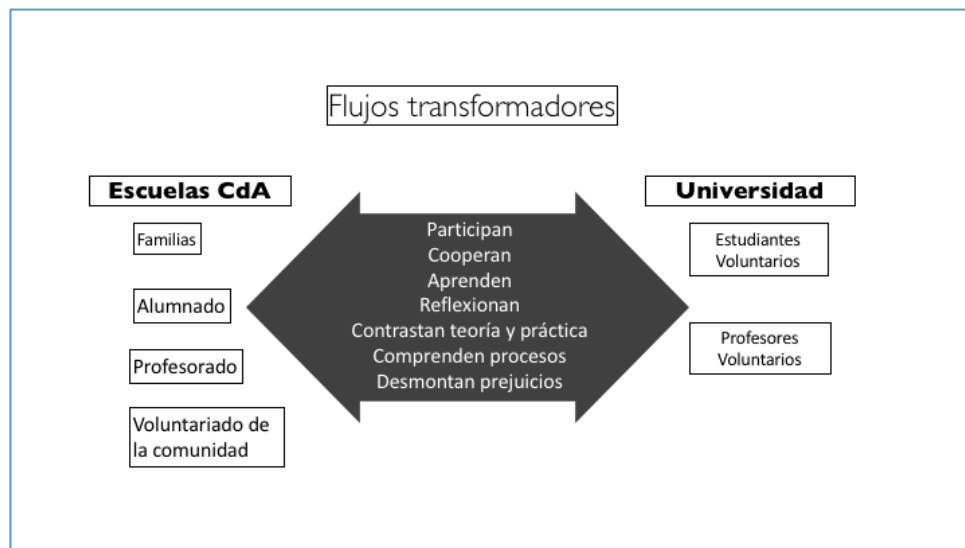 Flujos transformadores
Escuelas CdA
Familias
Alumnado
Profesorado
Voluntariado de
la comunidad
Participan
Cooperan
Aprenden
Reflexionan
Contrastan teoría y práctica
Comprenden procesos
Desmontan prejuicios
Universidad
Estudiantes
Voluntarios
Profesores
Voluntarios